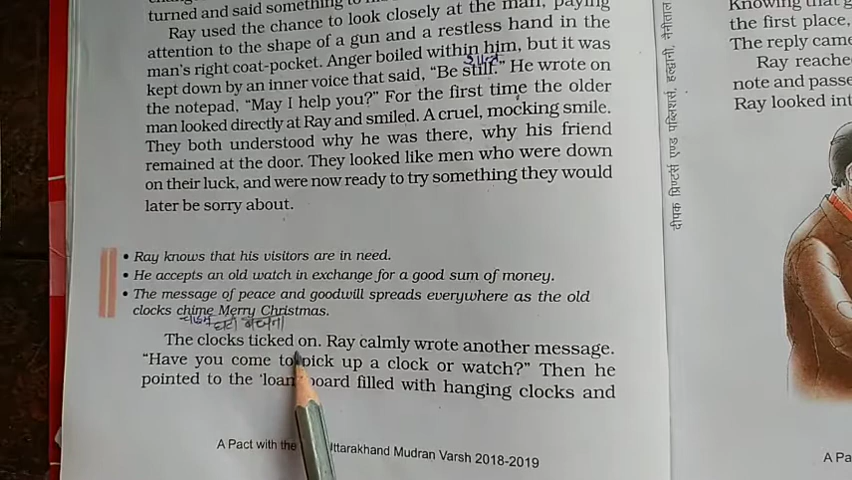 turned and said something to
Ray used the chance to look closely at the man, paying
attention to the shape of a gun and a restless hand in the
man's right coat-pocket. Anger boiled within him, but it was
kept down by an inner voice that said, "Be still." He wrote on
the notepad, "May I help you?" For the first time the older
man looked directly at Ray and smiled. A cruel, mocking smile.
They both understood why he was there, why his friend
remained at the door. They looked like men who were down
on their luck, and were now ready to try something they would
later be sorry about.
• Ray knows that his visitors are in need.
• He accepts an old watch in exchange for a good sum of money.
• The message of peace and goodwill spreads everywhere as the old
clocks chime Merry Christmas.
The clocks ticked on. Ray calmly wrote another message.
"Have you come to pick up a clock or watch?" Then he
pointed to the 'loan' board filled with hanging clocks and
A Pact with the
Uttarakhand Mudran Varsh 2018-2019
दीपक प्रिण्टर्स एण्ड पब्लिशर्स, हल्द्वानी, नैनीताल
Knowing that
the first place,
The reply came
Ray reache
note and passe
Ray looked int
A Pa